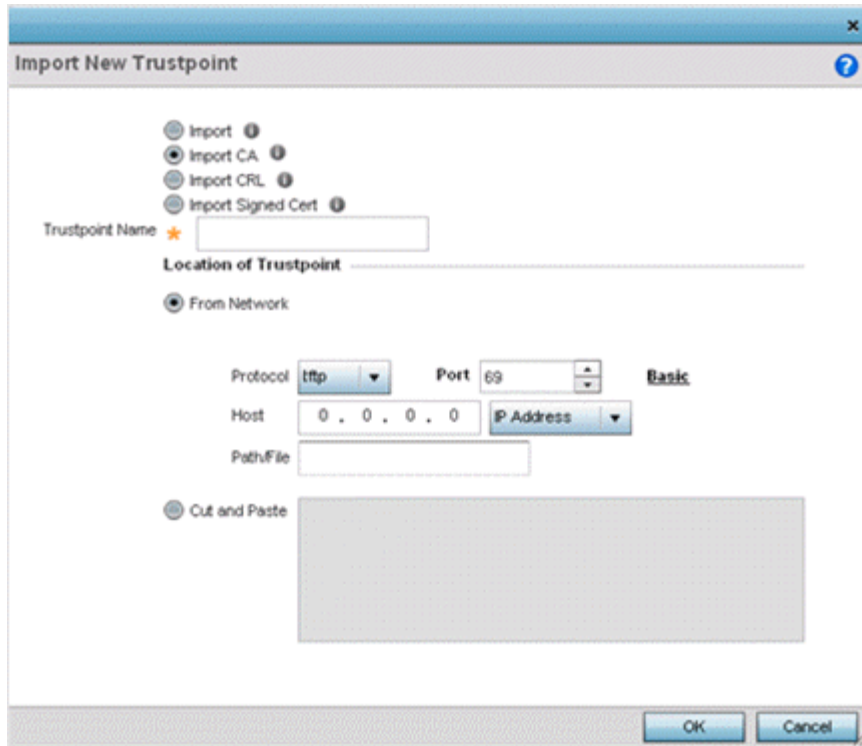 Import New Trustpoint
Import
Import CA
Import CRL
Import Signed Cert
Trustpoint Name *
Location of Trustpoint
From Network
Protocol tftp Port 69 Basic
Host 0 . 0 . 0 . 0 IP Address
Path/File
Cut and Paste
OK Cancel